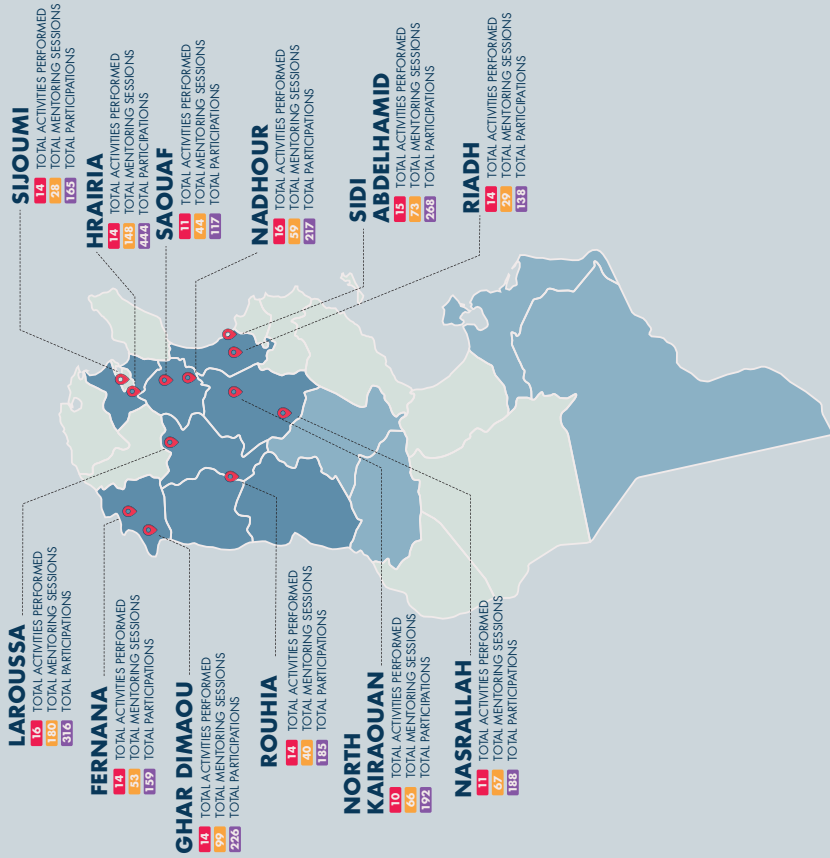 LAROUSSA
16 TOTAL ACTIVITIES PERFORMED
180 TOTAL MENTORING SESSIONS
316 TOTAL PARTICIPATIONS
FERNANA
14 TOTAL ACTIVITIES PERFORMED
53 TOTAL MENTORING SESSIONS
159 TOTAL PARTICIPATIONS
GHAR DIMAOU
14 TOTAL ACTIVITIES PERFORMED
99 TOTAL MENTORING SESSIONS
226 TOTAL PARTICIPATIONS
ROUHIA
14 TOTAL ACTIVITIES PERFORMED
40 TOTAL MENTORING SESSIONS
185 TOTAL PARTICIPATIONS
NORTH
KAIRAOUAN
10 TOTAL ACTIVITIES PERFORMED
66 TOTAL MENTORING SESSIONS
192 TOTAL PARTICIPATIONS
NASRALLAH
11 TOTAL ACTIVITIES PERFORMED
67 TOTAL MENTORING SESSIONS
188 TOTAL PARTICIPATIONS
SIJOUMI
14 TOTAL ACTIVITIES PERFORMED
28 TOTAL MENTORING SESSIONS
165 TOTAL PARTICIPATIONS
HRAIRIA
14 TOTAL ACTIVITIES PERFORMED
148 TOTAL MENTORING SESSIONS
444 TOTAL PARTICIPATIONS
SAOUAF
11 TOTAL ACTIVITIES PERFORMED
44 TOTAL MENTORING SESSIONS
117 TOTAL PARTICIPATIONS
NADHOUR
16 TOTAL ACTIVITIES PERFORMED
59 TOTAL MENTORING SESSIONS
217 TOTAL PARTICIPATIONS
SIDI
ABDELHAMID
15 TOTAL ACTIVITIES PERFORMED
73 TOTAL MENTORING SESSIONS
268 TOTAL PARTICIPATIONS
RIADH
14 TOTAL ACTIVITIES PERFORMED
29 TOTAL MENTORING SESSIONS
138 TOTAL PARTICIPATIONS